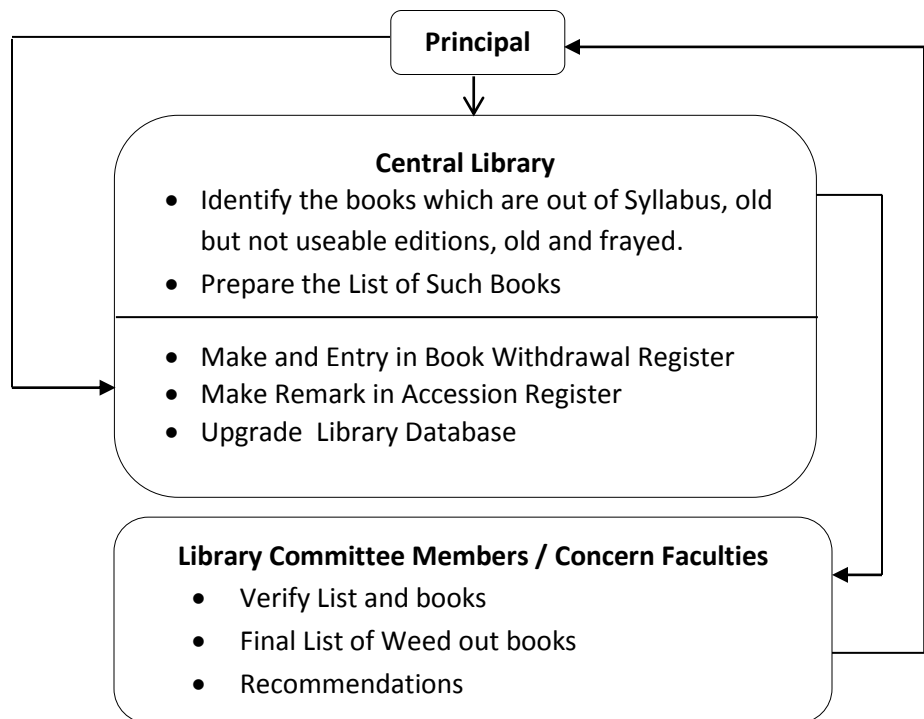 Principal
Central Library
• Identify the books which are out of Syllabus, old
but not useable editions, old and frayed.
• Prepare the List of Such Books
• Make and Entry in Book Withdrawal Register
• Make Remark in Accession Register
• Upgrade Library Database
Library Committee Members / Concern Faculties
• Verify List and books
• Final List of Weed out books
• Recommendations